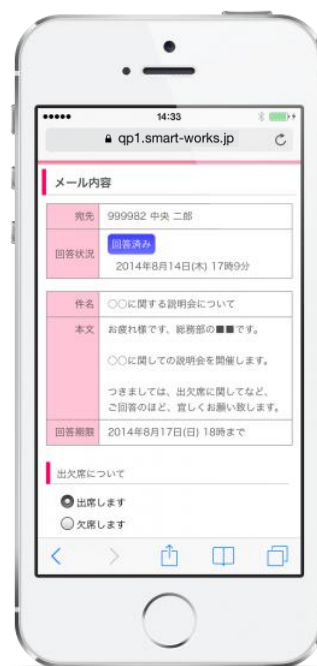 14:33
qp1.smart-works.jp
メール内容
宛先 999982 中央 二郎
回答状況 回答済み
2014年8月14日(木) 17時9分
件名 ○○に関する説明会について
本文 お疲れ様です、総務部の■■です。
○○に関しての説明会を開催します。
つきましては、出欠席に関してなど、
ご回答のほど、宜しくお願い致します。
回答期限 2014年8月17日(日) 18時まで
出欠席について
出席します
欠席します